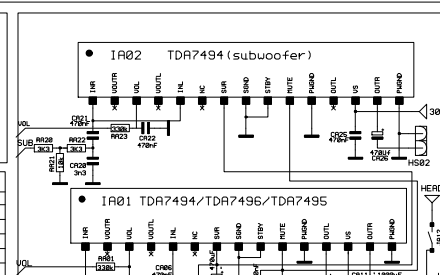 IA02 TDA7494(subwoofer)
INR VOUTR VOL VOUTL INL NC SVR SGND STBY MUTE PWGND OUTL VS OUTR PWGND
CA21
470nF
VOL
330k
RA23
CA22
470nF
SUB
RA20
3K3
RA22
3K3
RA21
10k
CA20
3n3
CA25
470nF
470uf
CA26
30
HS02
IA01 TDA7494/TDA7496/TDA7495
HEAD
INR VOUTR VOL VOUTL INL NC SVR SGND STBY MUTE PWGND OUTL VS OUTR PWGND
VOL
RA01
330k
CA06
470uF